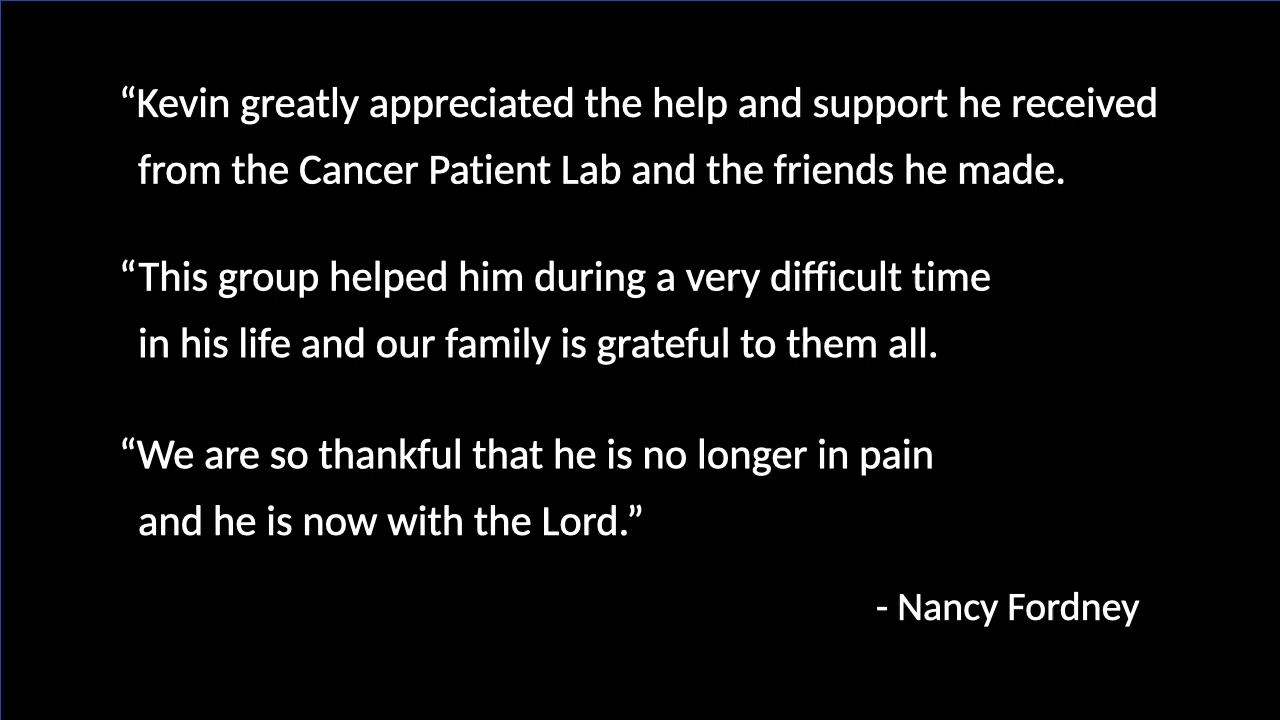 “Kevin greatly appreciated the help and support he received
from the Cancer Patient Lab and the friends he made.
“This group helped him during a very difficult time
in his life and our family is grateful to them all.
“We are so thankful that he is no longer in pain
and he is now with the Lord.”
- Nancy Fordney